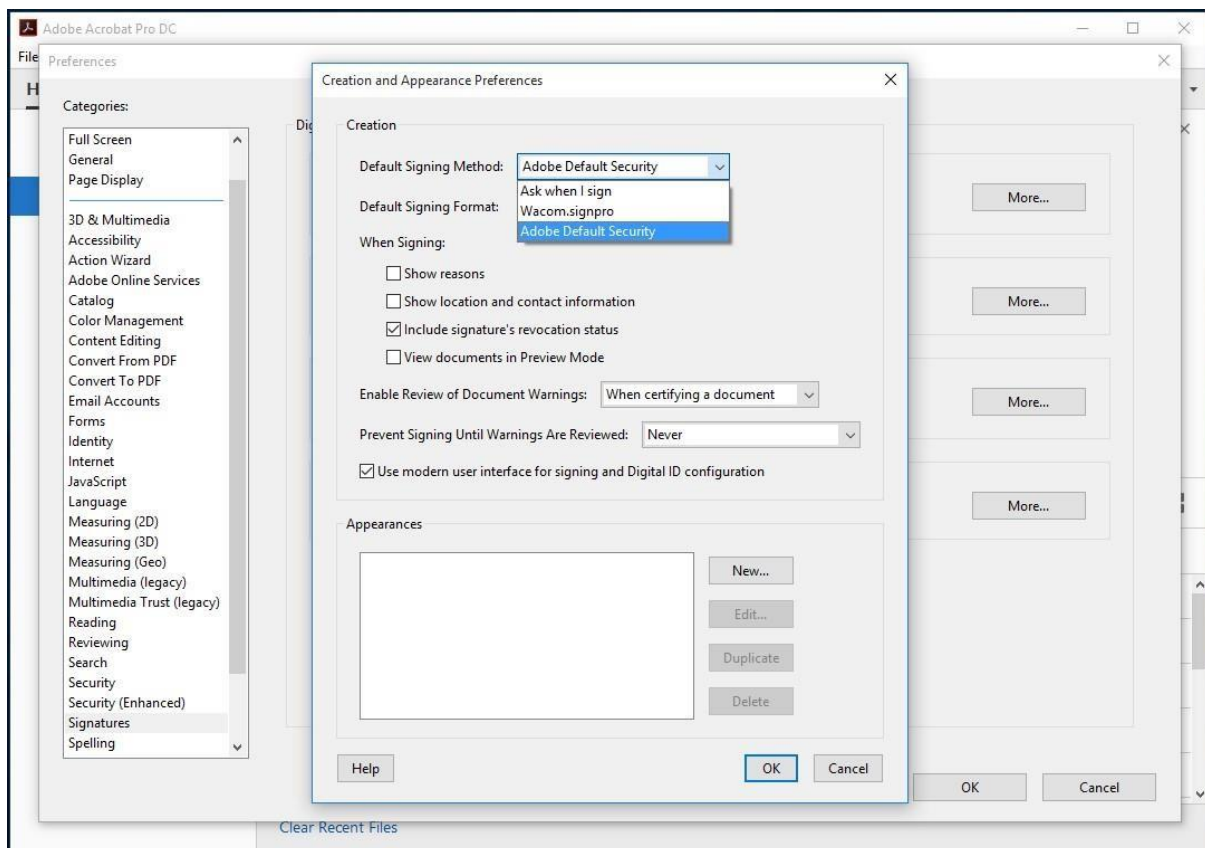 Adobe Acrobat Pro DC
File
Preferences
Creation and Appearance Preferences
H
Categories:
Full Screen
General
Page Display
3D & Multimedia
Accessibility
Action Wizard
Adobe Online Services
Catalog
Color Management
Content Editing
Convert From PDF
Convert To PDF
Email Accounts
Forms
Identity
Internet
JavaScript
Language
Measuring (2D)
Measuring (3D)
Measuring (Geo)
Multimedia (legacy)
Multimedia Trust (legacy)
Reading
Reviewing
Search
Security
Security (Enhanced)
Signatures
Spelling
Dig
Creation
Default Signing Method: Adobe Default Security
Ask when I sign
Wacom.signpro
Adobe Default Security
Default Signing Format:
When Signing:
Show reasons
Show location and contact information
Include signature's revocation status
View documents in Preview Mode
Enable Review of Document Warnings: When certifying a document
Prevent Signing Until Warnings Are Reviewed: Never
Use modern user interface for signing and Digital ID configuration
Appearances
New...
Edit...
Duplicate
Delete
Help
OK
Cancel
More...
More...
More...
More...
OK
Cancel
Clear Recent Files